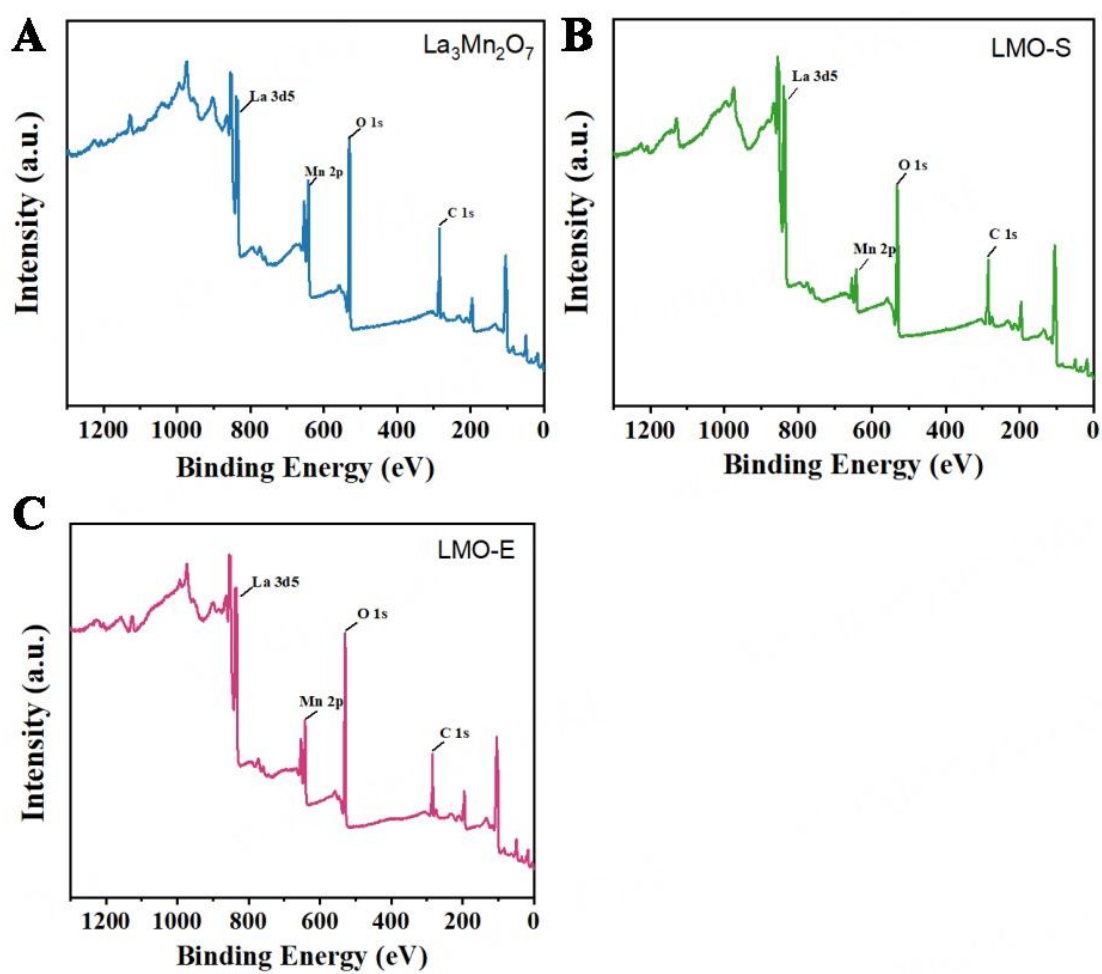 A
La₃Mn₂O₇
La 3d5
O 1s
Mn 2p
C 1s
Intensity (a.u.)
1200 1000 800 600 400 200 0
Binding Energy (eV)
B
LMO-S
La 3d5
O 1s
Mn 2p
C 1s
Intensity (a.u.)
1200 1000 800 600 400 200 0
Binding Energy (eV)
C
LMO-E
La 3d5
O 1s
Mn 2p
C 1s
Intensity (a.u.)
1200 1000 800 600 400 200 0
Binding Energy (eV)